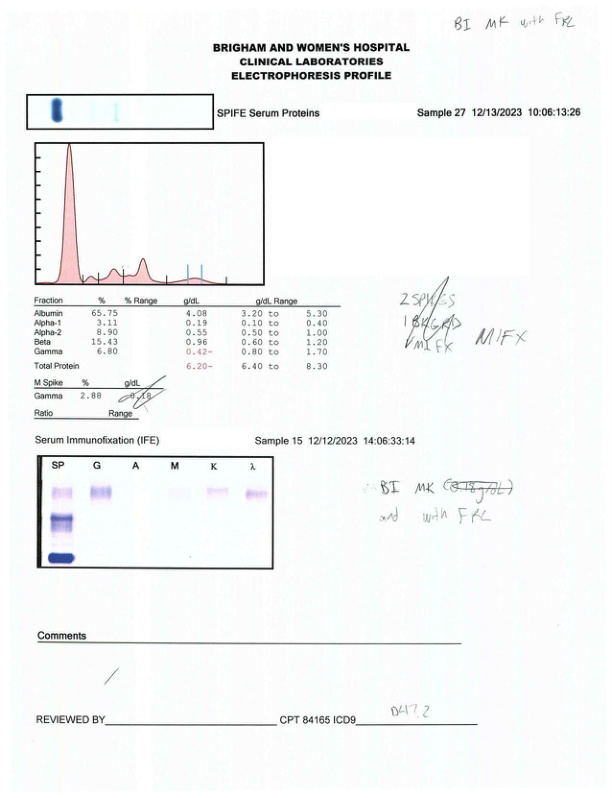 BI MK with FRL
BRIGHAM AND WOMEN'S HOSPITAL
CLINICAL LABORATORIES
ELECTROPHORESIS PROFILE
SPIFE Serum Proteins Sample 27 12/13/2023 10:06:13:26
Fraction % % Range g/dL g/dL Range
Albumin 65.75 4.08 3.20 to 5.30
Alpha-1 3.11 0.19 0.10 to 0.40
Alpha-2 8.90 0.55 0.50 to 1.00
Beta 15.43 0.96 0.60 to 1.20
Gamma 6.80 0.42- 0.80 to 1.70
Total Protein 6.20- 6.40 to 8.30
2 SPIKES
1 BKGRD
MIFX MIFX
M Spike % g/dL
Gamma 2.88 0.18
Ratio Range
Serum Immunofixation (IFE) Sample 15 12/12/2023 14:06:33:14
SP G A M K λ
BI MK (0.18g/dL)
and with FRL
Comments
REVIEWED BY CPT 84165 ICD9 D47.2